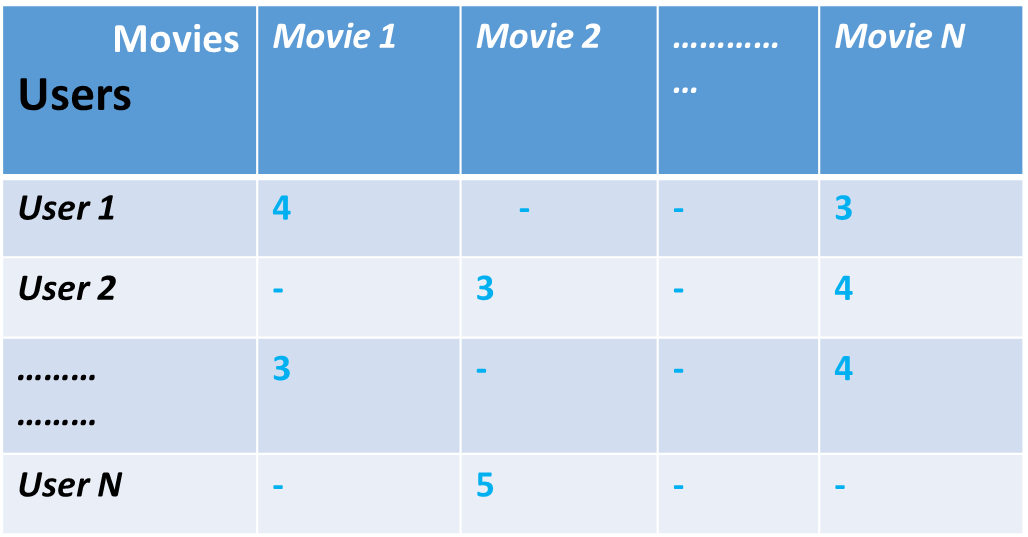 Movies Movie 1 Movie 2 ………… Movie N
Users …
User 1 4 - - 3
User 2 - 3 - 4
……… 3 - - 4
………
User N - 5 - -